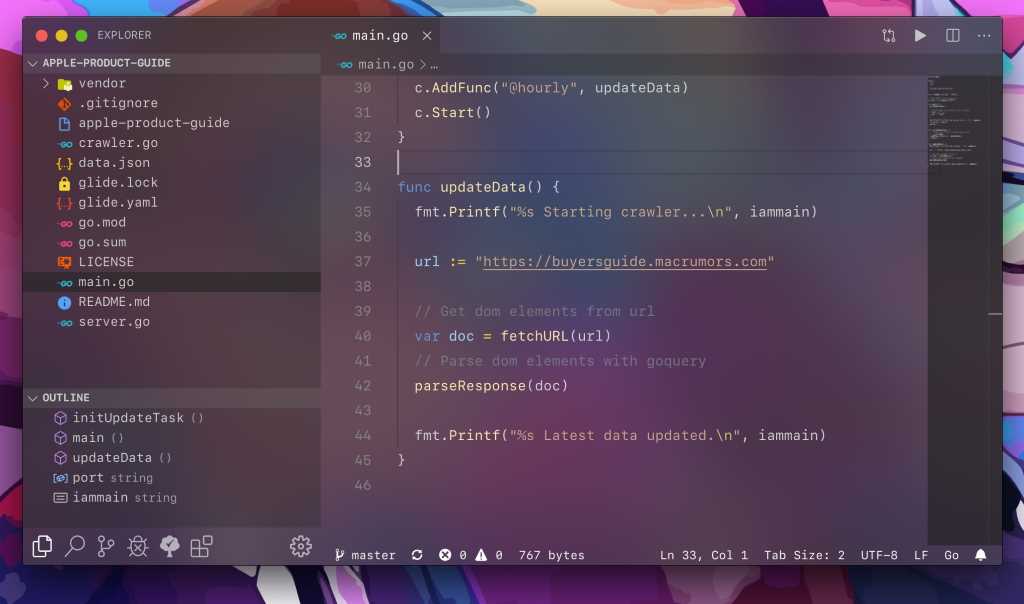 EXPLORER
APPLE-PRODUCT-GUIDE
vendor
.gitignore
apple-product-guide
crawler.go
data.json
glide.lock
glide.yaml
go.mod
go.sum
LICENSE
main.go
README.md
server.go
OUTLINE
initUpdateTask ()
main ()
updateData ()
port string
iammain string
main.go
main.go > …
30 c.AddFunc("@hourly", updateData)
31 c.Start()
32 }
33
34 func updateData() {
35 fmt.Printf("%s Starting crawler...\n", iammain)
36
37 url := "https://buyersguide.macrumors.com"
38
39 // Get dom elements from url
40 var doc = fetchURL(url)
41 // Parse dom elements with goquery
42 parseResponse(doc)
43
44 fmt.Printf("%s Latest data updated.\n", iammain)
45 }
46
master 0 0 767 bytes Ln 33, Col 1 Tab Size: 2 UTF-8 LF Go